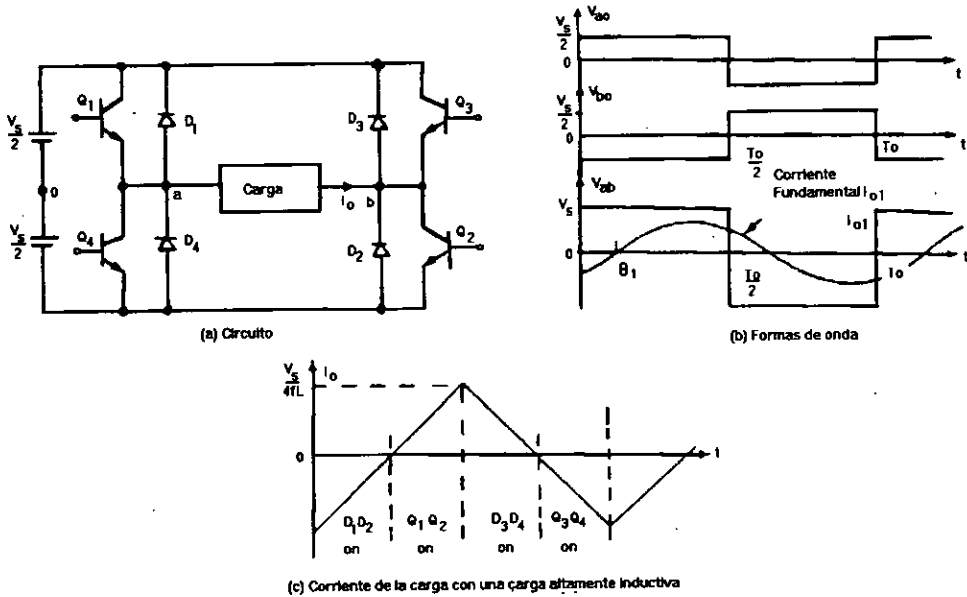 Q1
D1
D3
Q3
Vs/2
0
a
Carga
Io
b
Vs/2
Q4
D4
D2
Q2
(a) Circuito
Vao
Vs/2
0
t
Vbo
Vs/2
0
To/2
To
t
Corriente
Fundamental Io1
Vab
Vs
Io1
0
θ1
To/2
To
t
(b) Formas de onda
Vs/4fL
Io
0
t
D1D2 on
Q1 Q2 on
D3D4 on
Q3Q4 on
(c) Corriente de la carga con una carga altamente inductiva